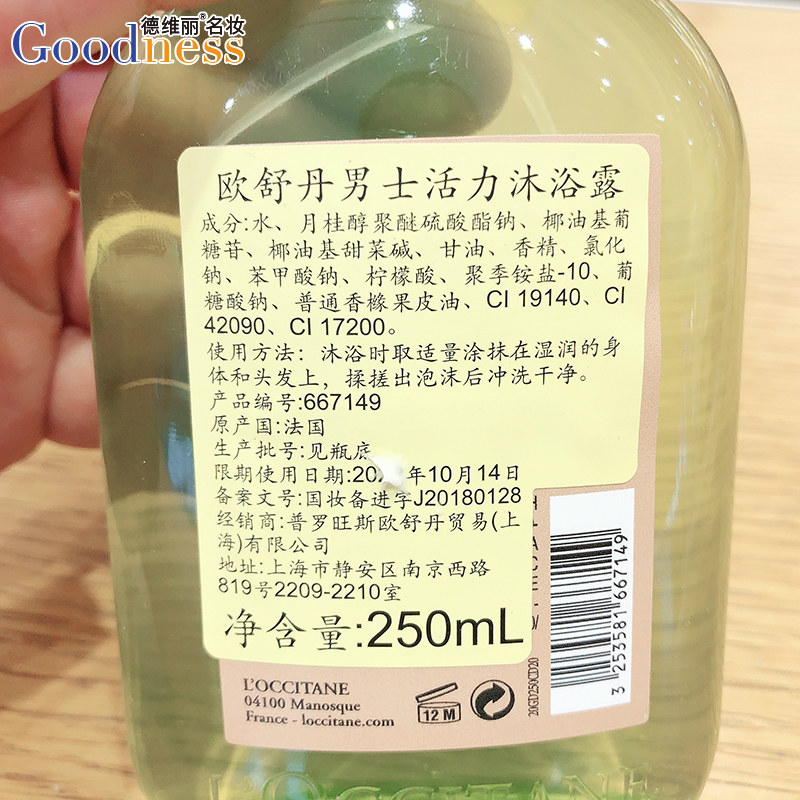 德维丽®名妆
Goodness
欧舒丹男士活力沐浴露
成分:水、月桂醇聚醚硫酸酯钠、椰油基葡
糖苷、椰油基甜菜碱、甘油、香精、氯化
钠、苯甲酸钠、柠檬酸、聚季铵盐-10、葡
糖酸钠、普通香橼果皮油、CI 19140、CI
42090、CI 17200。
使用方法: 沐浴时取适量涂抹在湿润的身
体和头发上，揉搓出泡沫后冲洗干净。
产品编号:667149
原产国:法国
生产批号:见瓶底
限期使用日期:20 年10月14日
备案文号:国妆备进字J20180128
经销商:普罗旺斯欧舒丹贸易(上
海)有限公司
地址:上海市静安区南京西路
819号2209-2210室
净含量:250mL
L'OCCITANE
04100 Manosque
France - loccitane.com
12 M
20GD250CD20
3 253581 667149
L'OCCITANE